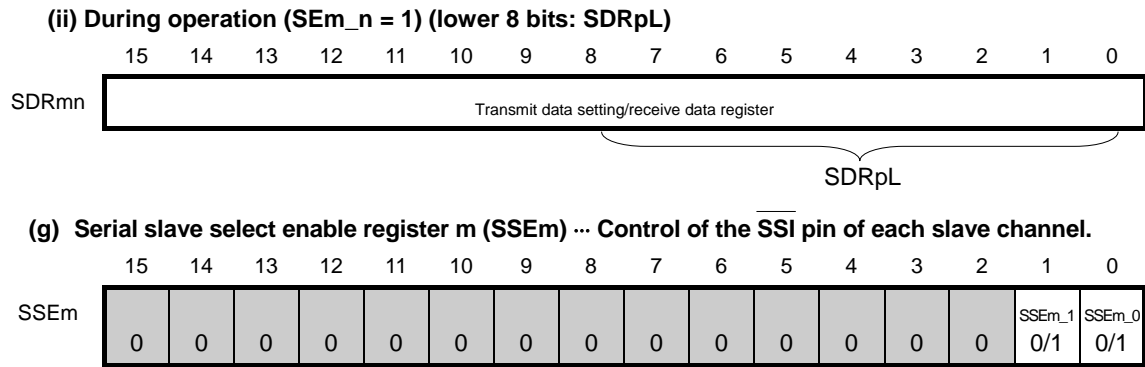 (ii) During operation (SEm_n = 1) (lower 8 bits: SDRpL)
15 14 13 12 11 10 9 8 7 6 5 4 3 2 1 0
SDRmn
Transmit data setting/receive data register
SDRpL
(g) Serial slave select enable register m (SSEm) ··· Control of the SSI pin of each slave channel.
15 14 13 12 11 10 9 8 7 6 5 4 3 2 1 0
SSEm
SSEm_1 SSEm_0
0 0 0 0 0 0 0 0 0 0 0 0 0 0 0/1 0/1